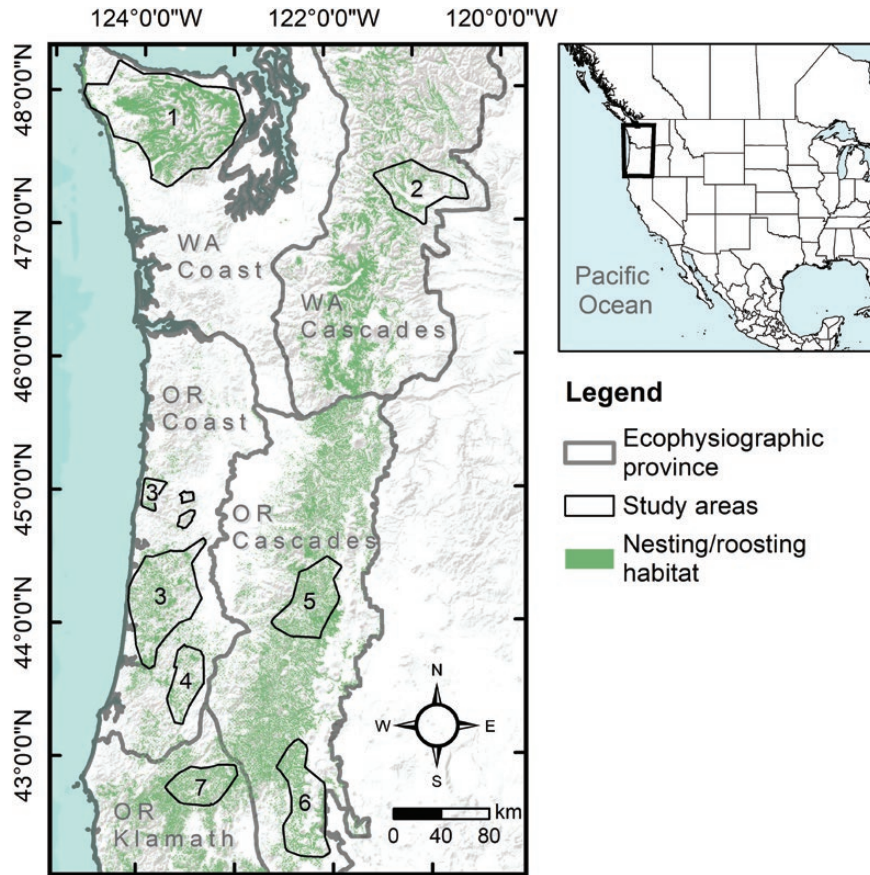 124°0'0"W
122°0'0"W
120°0'0"W
48°0'0"N
47°0'0"N
46°0'0"N
45°0'0"N
44°0'0"N
43°0'0"N
1
2
WA
Coast
WA
Cascades
OR
Coast
3
OR
Cascades
3
5
4
7
6
OR
Klamath
N
W
E
S
km
0
40
80
Pacific
Ocean
Legend
Ecophysiographic
province
Study areas
Nesting/roosting
habitat